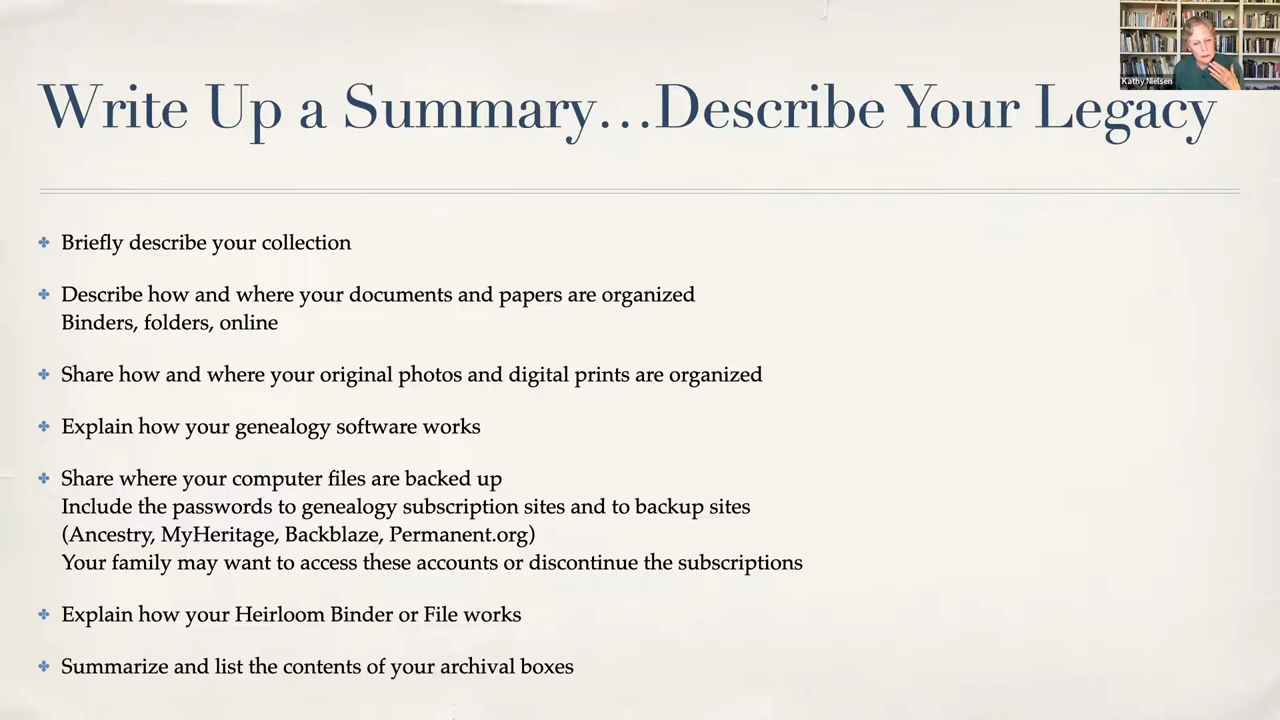 Kathy Nielsen
Write Up a Summary...Describe Your Legacy
Briefly describe your collection
Describe how and where your documents and papers are organized
Binders, folders, online
Share how and where your original photos and digital prints are organized
Explain how your genealogy software works
Share where your computer files are backed up
Include the passwords to genealogy subscription sites and to backup sites
(Ancestry, MyHeritage, Backblaze, Permanent.org)
Your family may want to access these accounts or discontinue the subscriptions
Explain how your Heirloom Binder or File works
Summarize and list the contents of your archival boxes